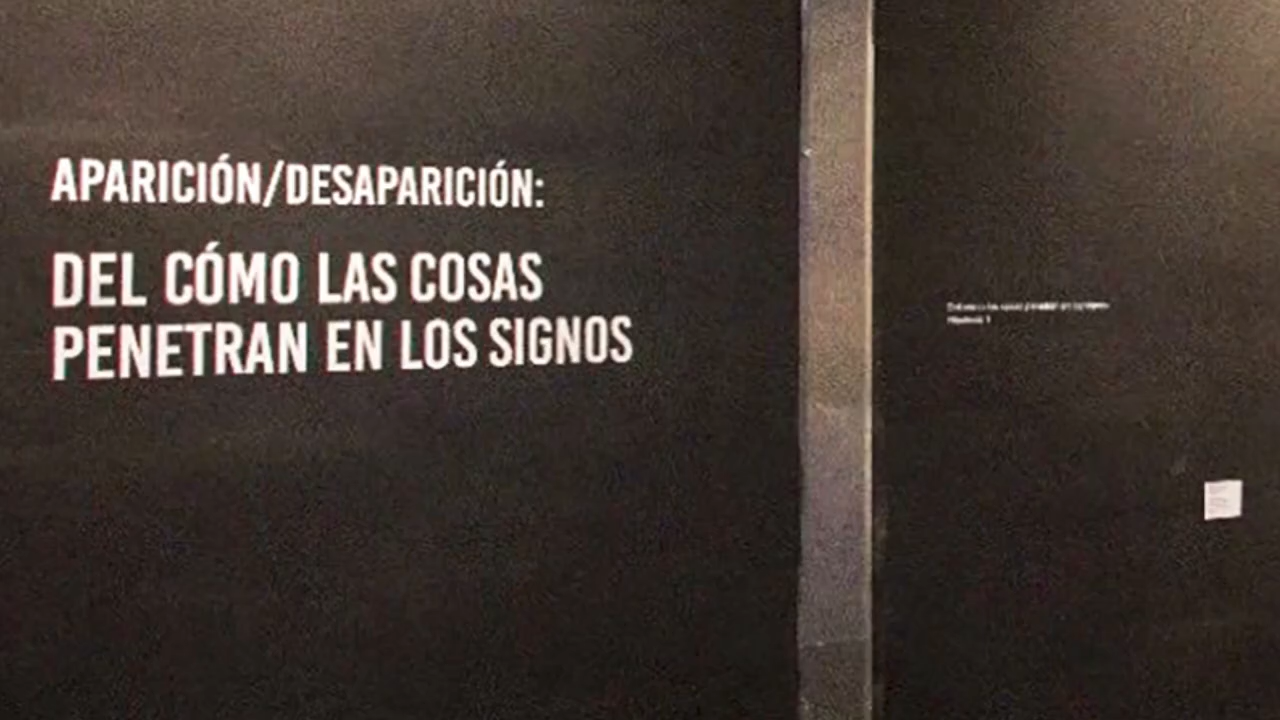 APARICIÓN/DESAPARICIÓN:
DEL CÓMO LAS COSAS
PENETRAN EN LOS SIGNOS